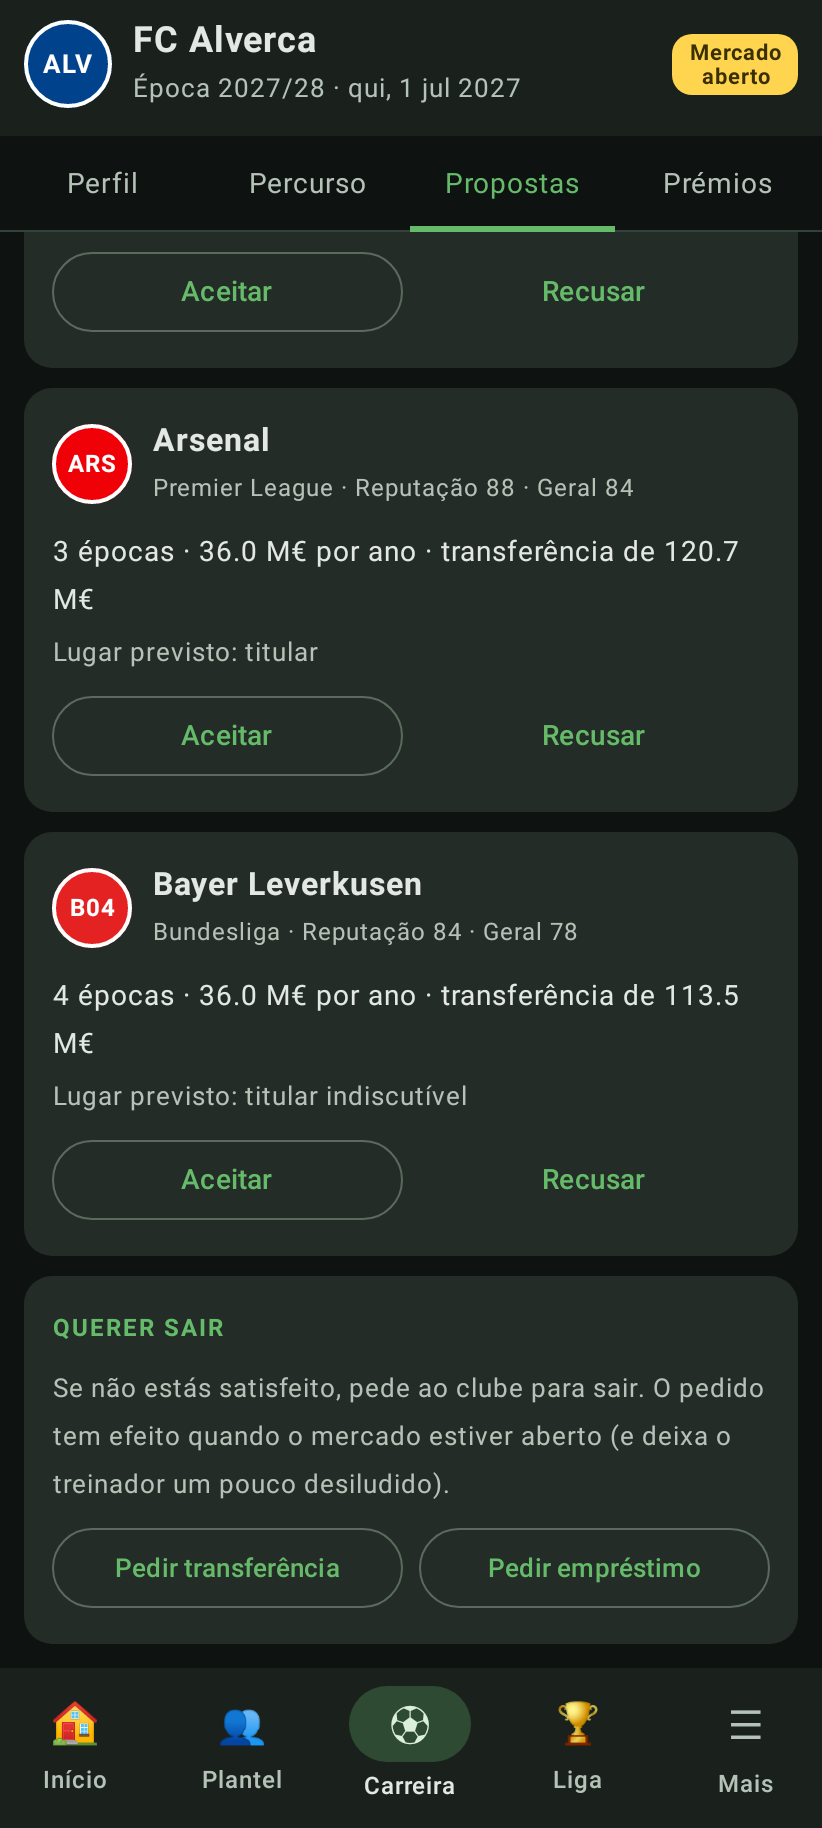 ALV
FC Alverca
Época 2027/28 · qui, 1 jul 2027
Mercado
aberto
Perfil
Percurso
Propostas
Prémios
Aceitar
Recusar
ARS
Arsenal
Premier League · Reputação 88 · Geral 84
3 épocas · 36.0 M€ por ano · transferência de 120.7
M€
Lugar previsto: titular
Aceitar
Recusar
B04
Bayer Leverkusen
Bundesliga · Reputação 84 · Geral 78
4 épocas · 36.0 M€ por ano · transferência de 113.5
M€
Lugar previsto: titular indiscutível
Aceitar
Recusar
QUERER SAIR
Se não estás satisfeito, pede ao clube para sair. O pedido
tem efeito quando o mercado estiver aberto (e deixa o
treinador um pouco desiludido).
Pedir transferência
Pedir empréstimo
Início
Plantel
Carreira
Liga
Mais